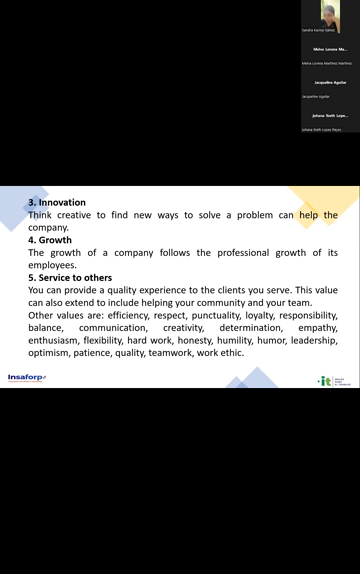 Sandra Karina Galvez
Melva Lorena Ma...
Melva Lorena Martinez Martinez
Jacqueline Aguilar
Jacqueline Aguilar
Johana Ibeth Lope...
Johana Ibeth Lopez Reyes
3. Innovation
Think creative to find new ways to solve a problem can help the
company.
4. Growth
The growth of a company follows the professional growth of its
employees.
5. Service to others
You can provide a quality experience to the clients you serve. This value
can also extend to include helping your community and your team.
Other values are: efficiency, respect, punctuality, loyalty, responsibility,
balance, communication, creativity, determination, empathy,
enthusiasm, flexibility, hard work, honesty, humility, humor, leadership,
optimism, patience, quality, teamwork, work ethic.
Insaforp
it